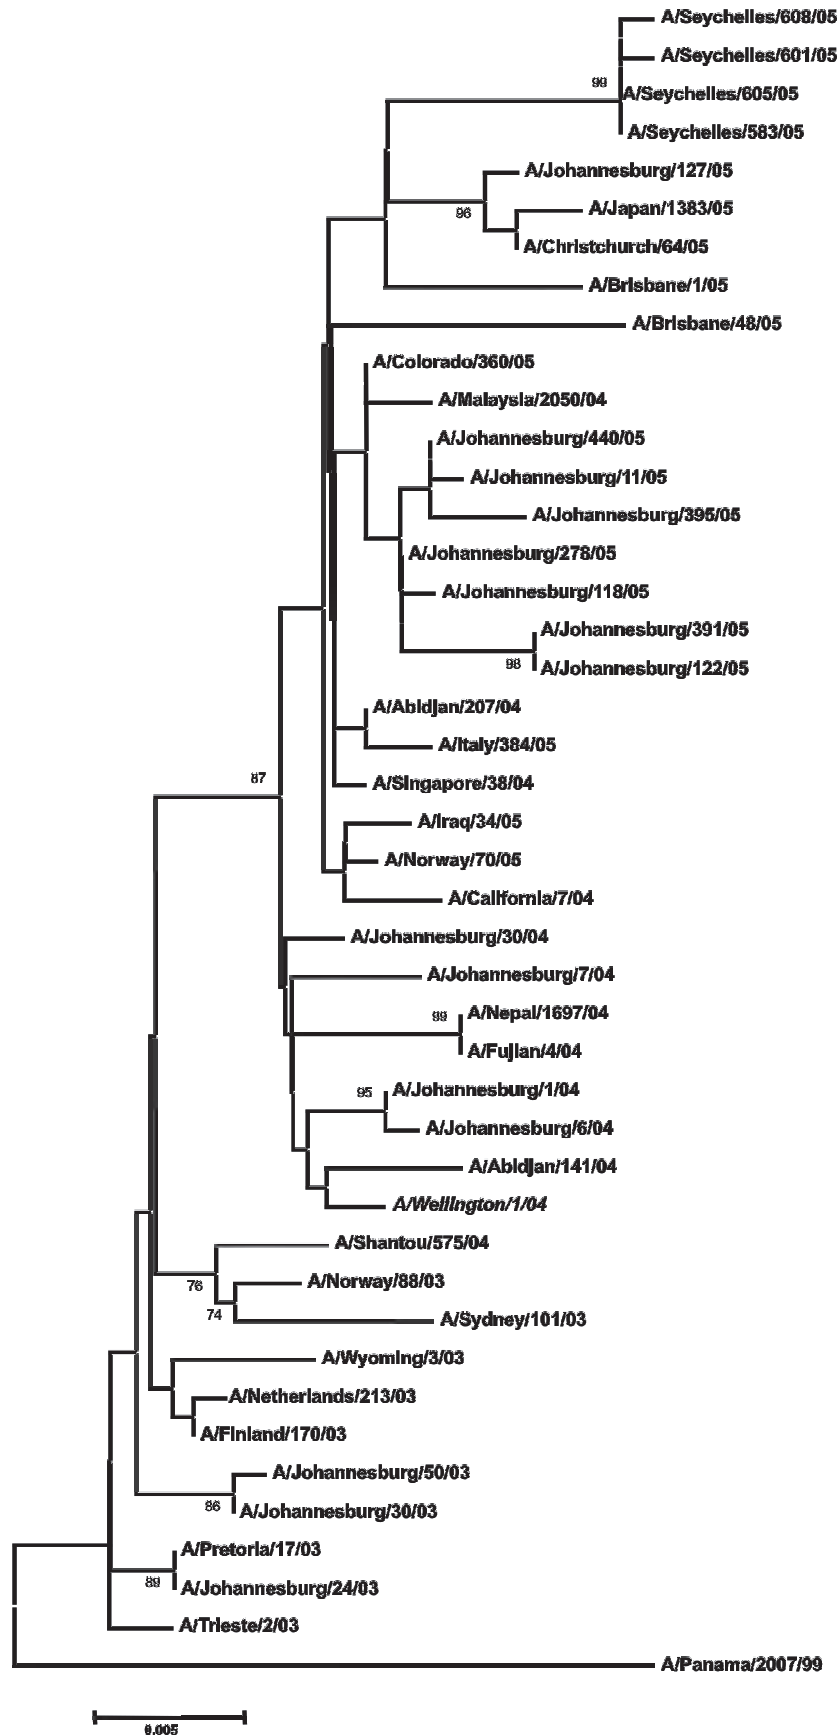 A/Seychelles/608/05
A/Seychelles/601/05
99
A/Seychelles/605/05
A/Seychelles/583/05
A/Johannesburg/127/05
96
A/Japan/1383/05
A/Christchurch/64/05
A/Brisbane/1/05
A/Brisbane/48/05
A/Colorado/360/05
A/Malaysia/2050/04
A/Johannesburg/440/05
A/Johannesburg/11/05
A/Johannesburg/395/05
A/Johannesburg/278/05
A/Johannesburg/118/05
A/Johannesburg/391/05
98
A/Johannesburg/122/05
A/Abidjan/207/04
A/Italy/384/05
A/Singapore/38/04
87
A/Iraq/34/05
A/Norway/70/05
A/California/7/04
A/Johannesburg/30/04
A/Johannesburg/7/04
99
A/Nepal/1697/04
A/Fujian/4/04
95
A/Johannesburg/1/04
A/Johannesburg/6/04
A/Abidjan/141/04
A/Wellington/1/04
A/Shantou/575/04
76
A/Norway/88/03
74
A/Sydney/101/03
A/Wyoming/3/03
A/Netherlands/213/03
A/Finland/170/03
A/Johannesburg/50/03
86
A/Johannesburg/30/03
A/Pretoria/17/03
89
A/Johannesburg/24/03
A/Trieste/2/03
A/Panama/2007/99
0.005